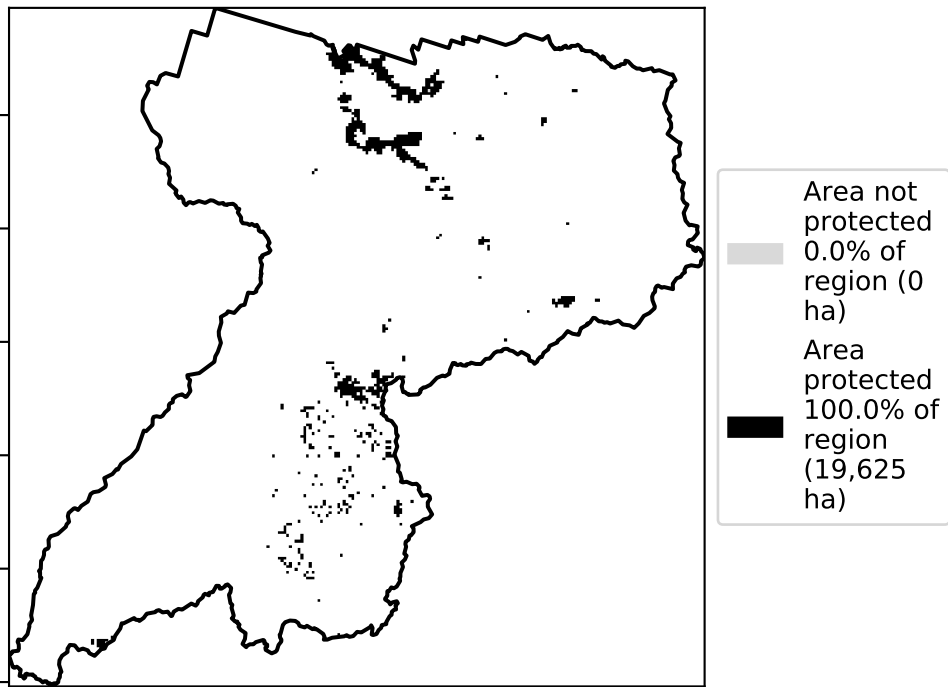 Area not
protected
0.0% of
region (0
ha)
Area
protected
100.0% of
region
(19,625
ha)